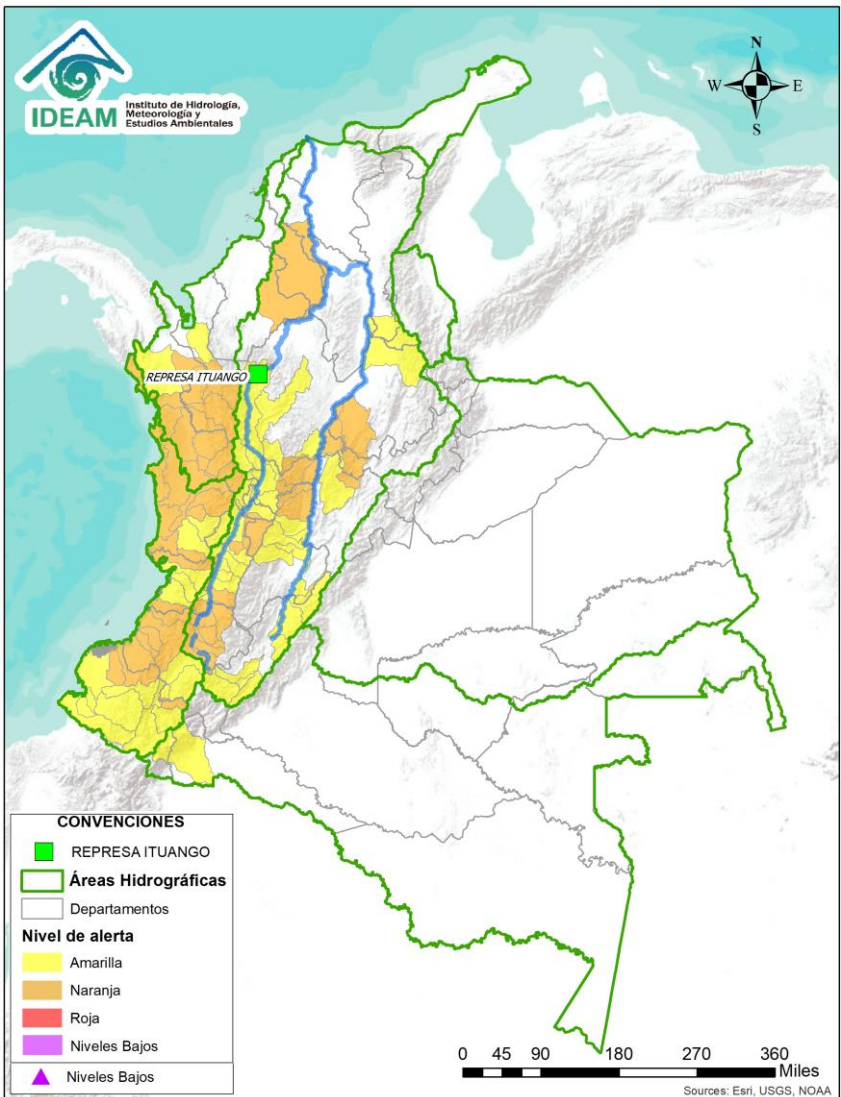 IDEAM
Instituto de Hidrología,
Meteorología y
Estudios Ambientales
N
W
E
S
REPRESA ITUANGO
CONVENCIONES
REPRESA ITUANGO
Áreas Hidrográficas
Departamentos
Nivel de alerta
Amarilla
Naranja
Roja
Niveles Bajos
Niveles Bajos
0 45 90 180 270 360
Miles
Sources: Esri, USGS, NOAA